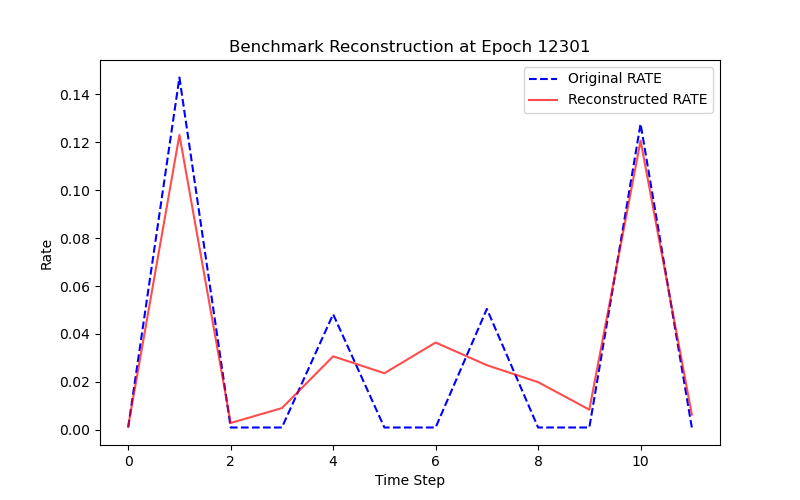 Benchmark Reconstruction at Epoch 12301
Original RATE
Reconstructed RATE
Rate
0.14
0.12
0.10
0.08
0.06
0.04
0.02
0.00
0 2 4 6 8 10
Time Step